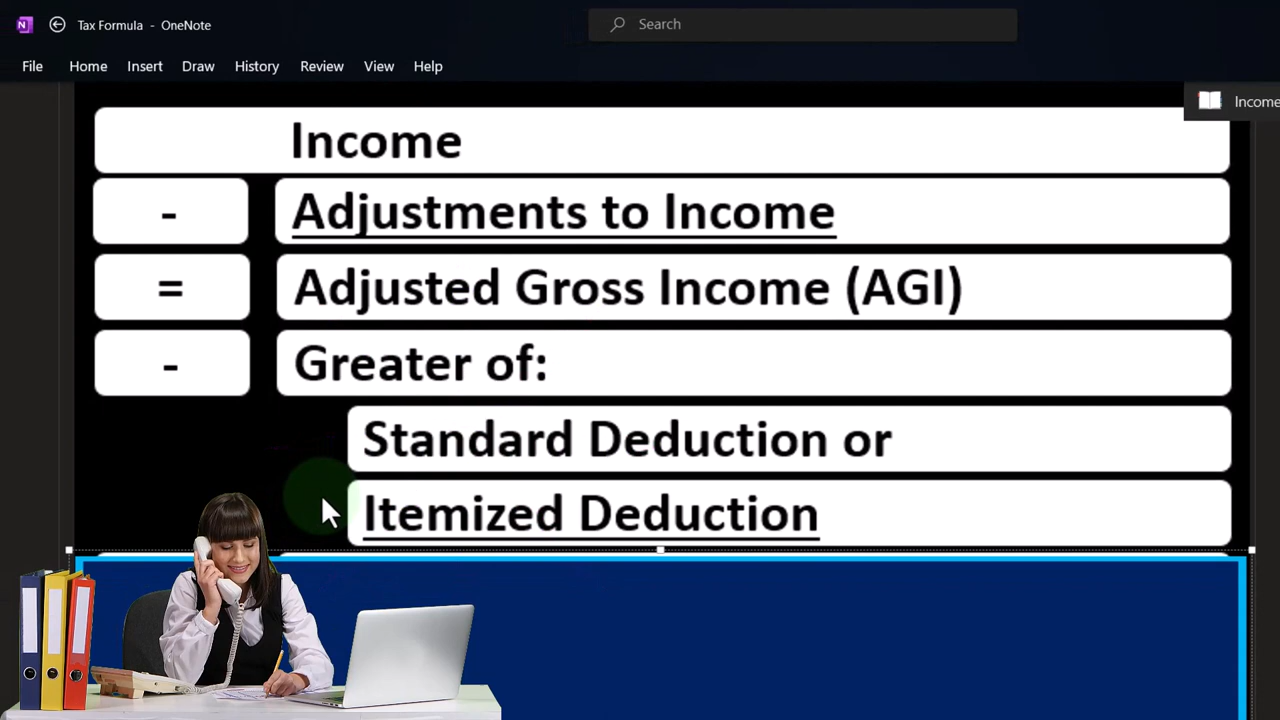 Tax Formula - OneNote
Search
File Home Insert Draw History Review View Help
Income
Income
- Adjustments to Income
= Adjusted Gross Income (AGI)
- Greater of:
Standard Deduction or
Itemized Deduction